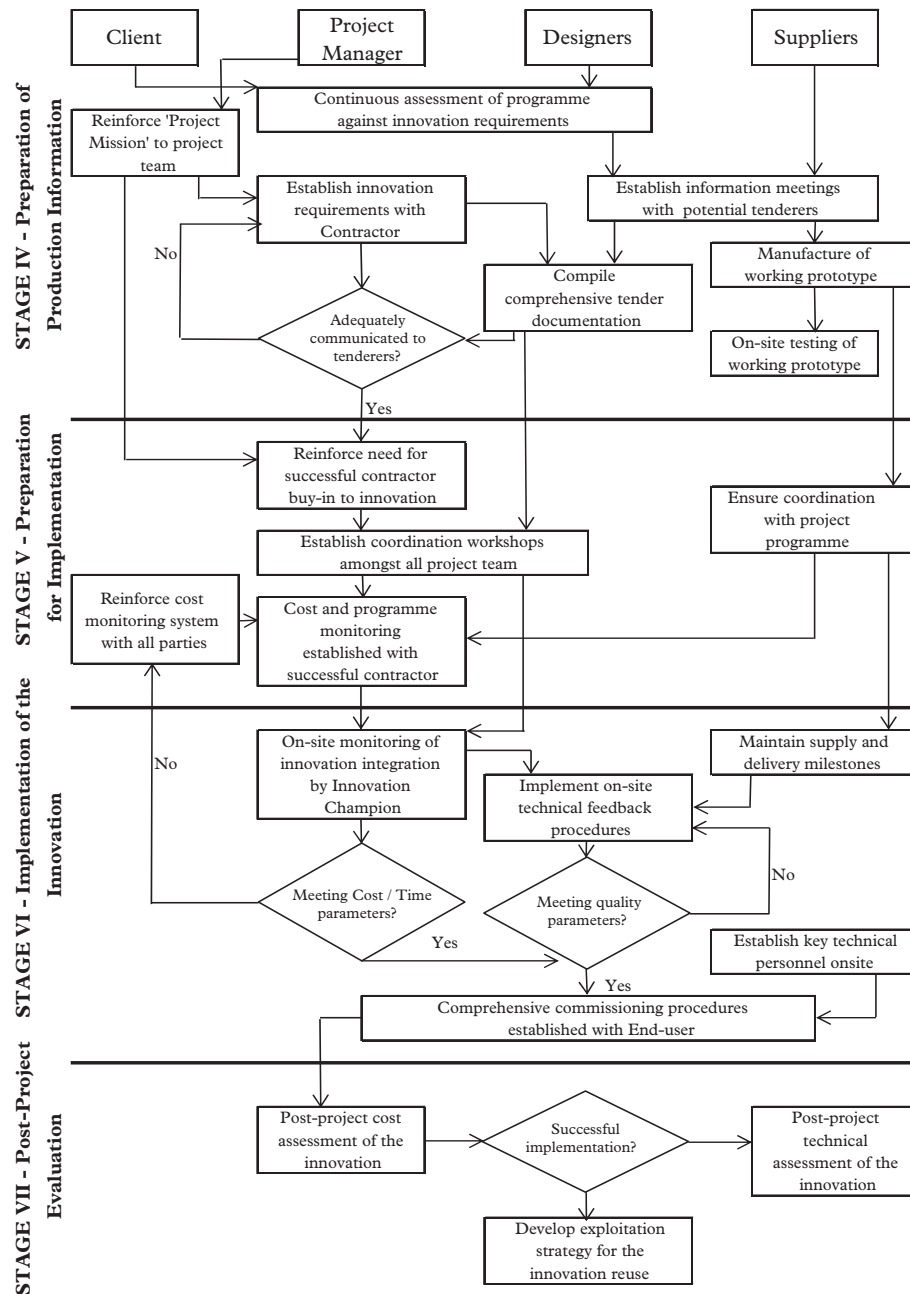 Client
Project
Manager
Designers
Suppliers
STAGE IV - Preparation of
Production Information
Continuous assessment of programme
against innovation requirements
Reinforce 'Project
Mission' to project
team
Establish innovation
requirements with
Contractor
Establish information meetings
with potential tenderers
No
Manufacture of
working prototype
Compile
comprehensive tender
documentation
Adequately
communicated to
tenderers?
On-site testing of
working prototype
Yes
STAGE V - Preparation
for Implementation
Reinforce need for
successful contractor
buy-in to innovation
Ensure coordination
with project
programme
Establish coordination workshops
amongst all project team
Reinforce cost
monitoring system
with all parties
Cost and programme
monitoring
established with
successful contractor
STAGE VI - Implementation of the
Innovation
No
On-site monitoring of
innovation integration
by Innovation
Champion
Maintain supply and
delivery milestones
Implement on-site
technical feedback
procedures
No
Meeting Cost / Time
parameters?
Meeting quality
parameters?
Yes
Establish key technical
personnel onsite
Yes
Comprehensive commissioning procedures
established with End-user
STAGE VII - Post-Project
Evaluation
Post-project cost
assessment of the
innovation
Successful
implementation?
Post-project
technical
assessment of the
innovation
Develop exploitation
strategy for the
innovation reuse